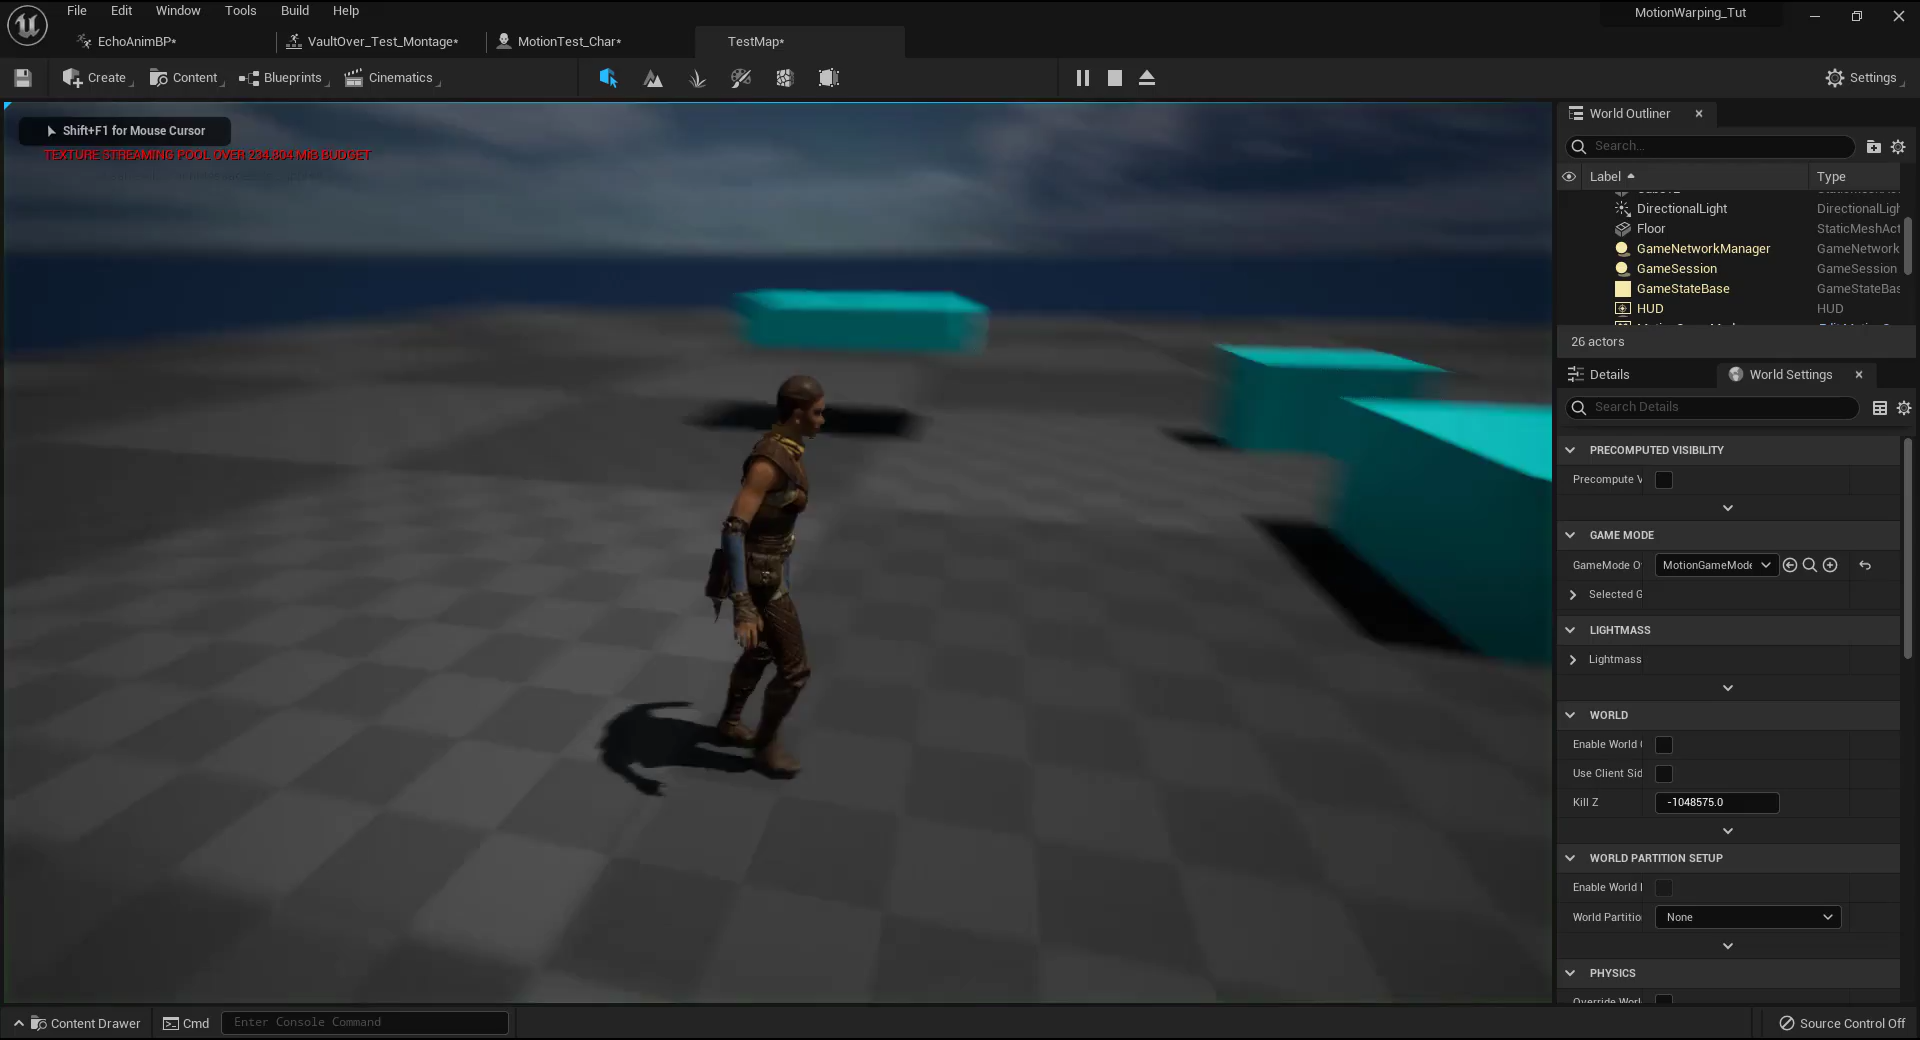 File Edit Window Tools Build Help
MotionWarping_Tut
EchoAnimBP*
VaultOver_Test_Montage*
MotionTest_Char*
TestMap*
Create
Content
Blueprints
Cinematics
Settings
Shift+F1 for Mouse Cursor
TEXTURE STREAMING POOL OVER 234.804 MiB BUDGET
World Outliner
Search...
Label Type
DirectionalLight DirectionalLigh
Floor StaticMeshAct
GameNetworkManager GameNetwork
GameSession GameSession
GameStateBase GameStateBas
HUD HUD
26 actors
Details
World Settings
Search Details
PRECOMPUTED VISIBILITY
Precompute V
GAME MODE
GameMode O MotionGameMode
Selected G
LIGHTMASS
Lightmass
WORLD
Enable World C
Use Client Sid
Kill Z -1048575.0
WORLD PARTITION SETUP
Enable World
World Partitio None
PHYSICS
Override Worl
Content Drawer
Cmd
Enter Console Command
Source Control Off